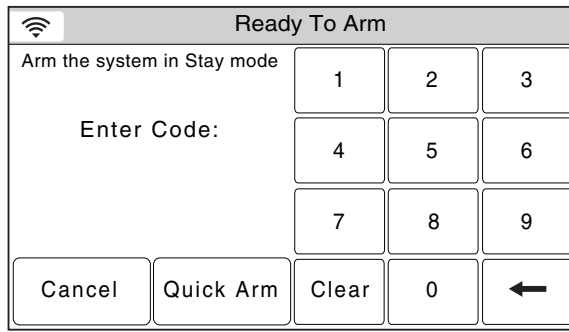 Ready To Arm
Arm the system in Stay mode
Enter Code:
1 2 3
4 5 6
7 8 9
Cancel Quick Arm Clear 0